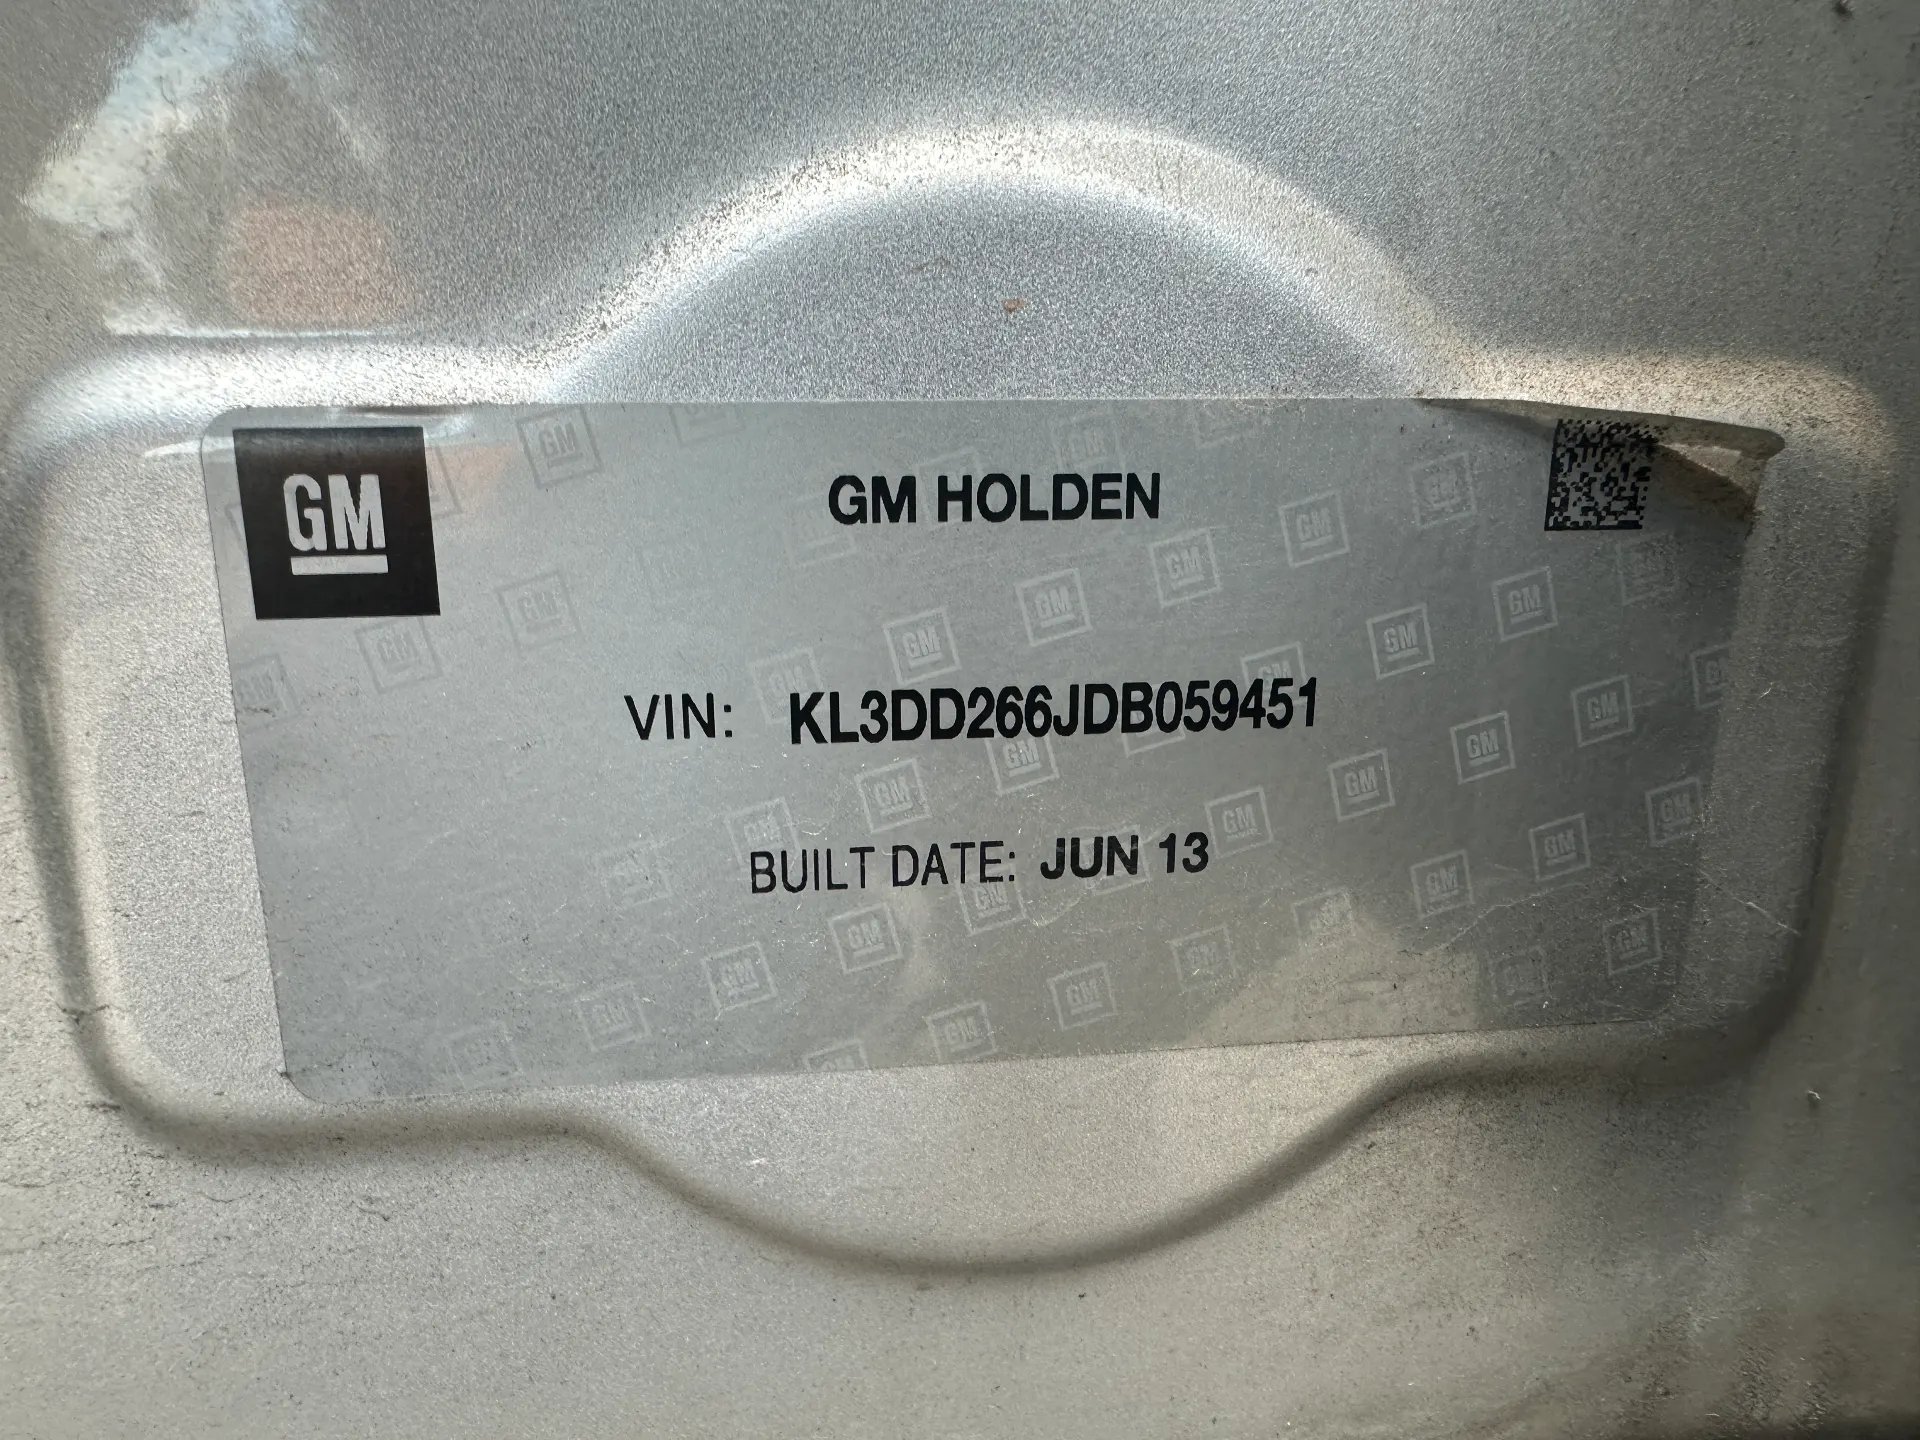 GM
GM HOLDEN
VIN: KL3DD266JDB059451
BUILT DATE: JUN 13